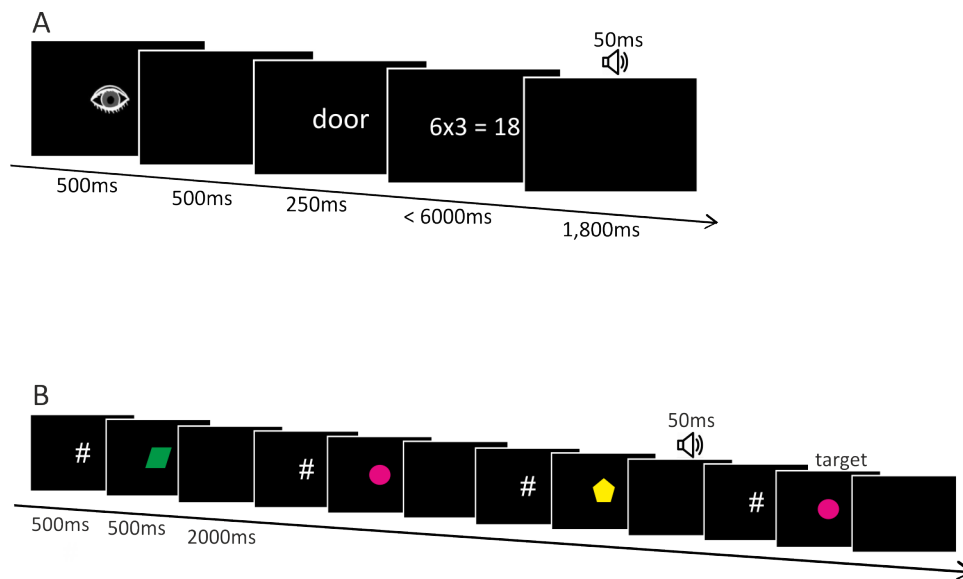 A
50ms
door
6x3 = 18
500ms
500ms
250ms
< 6000ms
1,800ms
B
50ms
target
#
#
#
#
500ms
500ms
2000ms